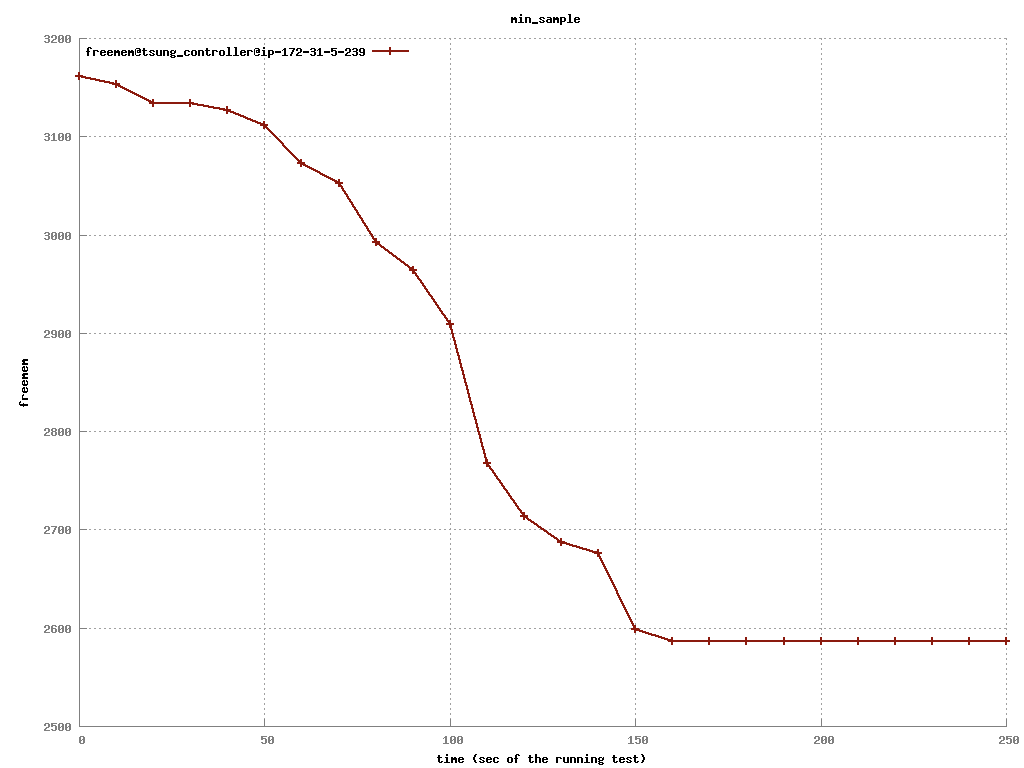 min_sample
freemem@tsung_controller@ip-172-31-5-239
3200
3100
3000
2900
2800
2700
2600
2500
freemem
0 50 100 150 200 250
time (sec of the running test)